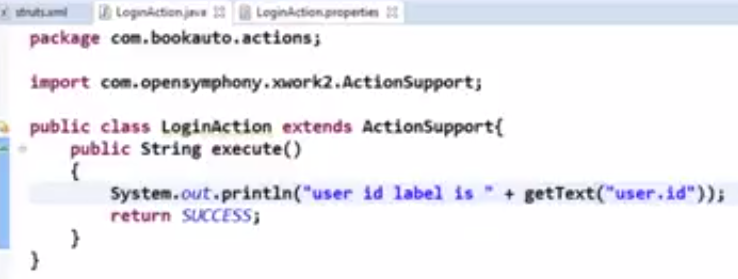 struts.xml LoginAction.java LoginAction.properties
package com.bookauto.actions;
import com.opensymphony.xwork2.ActionSupport;
public class LoginAction extends ActionSupport{
public String execute()
{
System.out.println("user id label is " + getText("user.id"));
return SUCCESS;
}
}